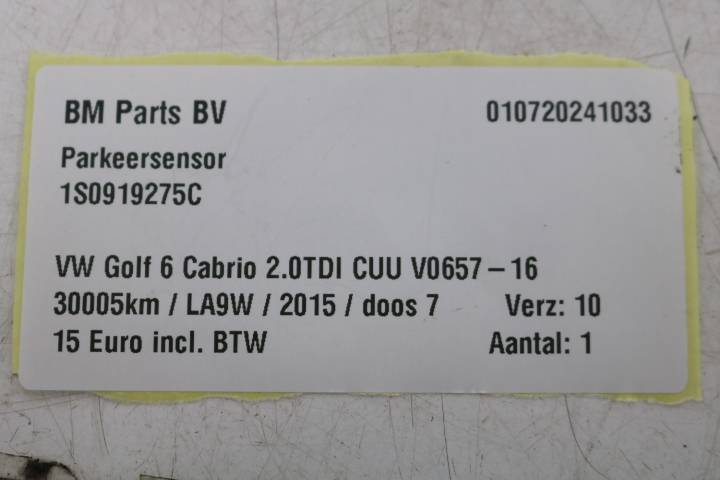 BM Parts BV 010720241033
Parkeersensor
1S0919275C
VW Golf 6 Cabrio 2.0TDI CUU V0657 – 16
30005km / LA9W / 2015 / doos 7 Verz: 10
15 Euro incl. BTW Aantal: 1